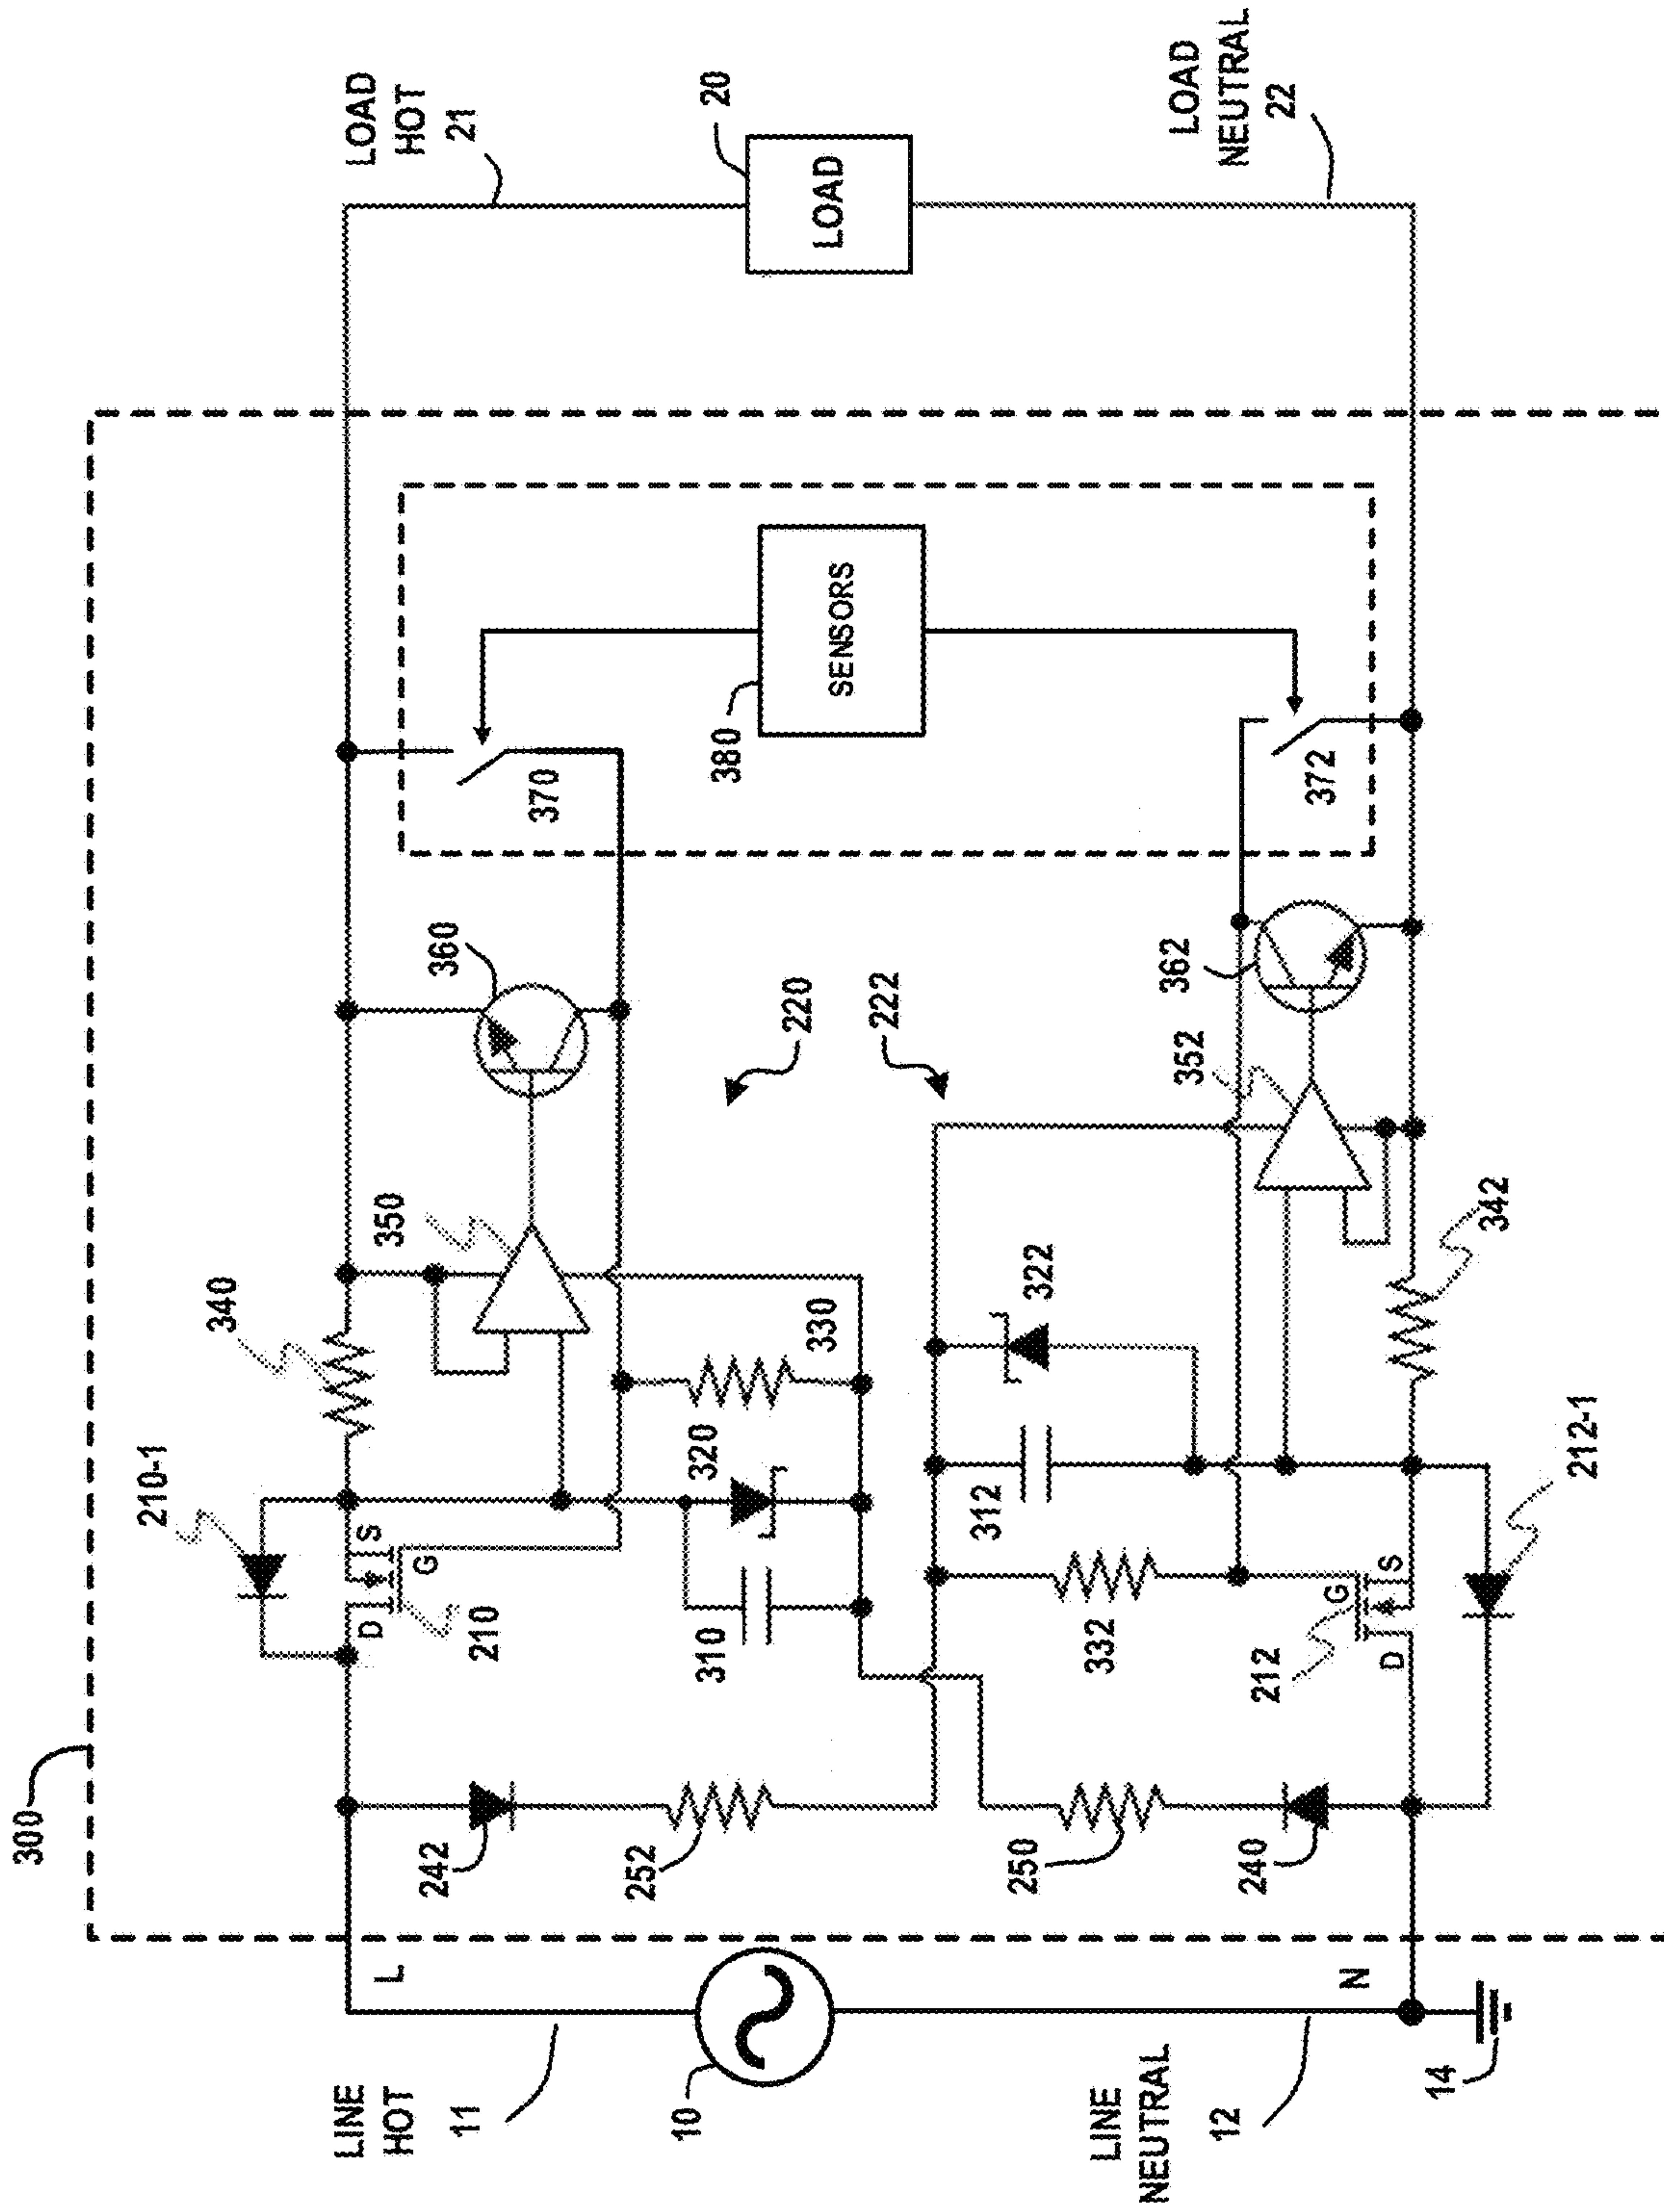 300
LINE
HOT
11
L
10
LINE
NEUTRAL
12
N
14
242
252
250
240
210-1
D
S
G
210
340
350
360
310
320
330
220
222
312
322
332
G
D
S
212
212-1
342
352
362
370
380
SENSORS
372
LOAD
HOT
21
20
LOAD
LOAD
NEUTRAL
22